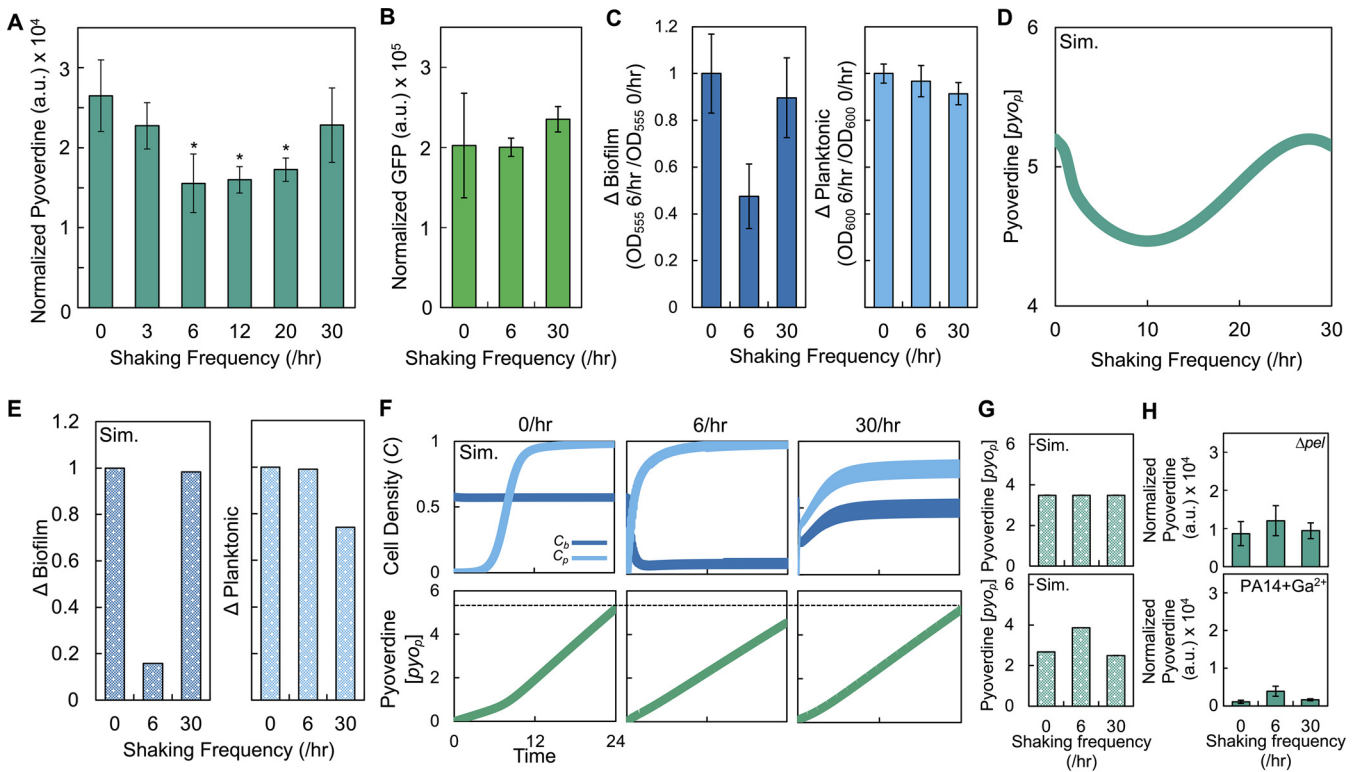 A
Normalized Pyoverdine (a.u.) x 10⁴
3
2
1
0
* * *
0 3 6 12 20 30
Shaking Frequency (/hr)
B
Normalized GFP (a.u.) x 10⁵
3
2
1
0
0 6 30
Shaking Frequency (/hr)
C
Δ Biofilm
(OD₅₅₅ 6/hr /OD₅₅₅ 0/hr)
1.2
1
0.8
0.6
0.4
0.2
0
0 6 30
Δ Planktonic
(OD₆₀₀ 6/hr /OD₆₀₀ 0/hr)
0 6 30
Shaking Frequency (/hr)
D
Sim.
Pyoverdine [pyoₚ]
6
5
4
0 10 20 30
Shaking Frequency (/hr)
E
Sim.
Δ Biofilm
1.2
1
0.8
0.6
0.4
0.2
0
0 6 30
Δ Planktonic
0 6 30
Shaking Frequency (/hr)
F
0/hr 6/hr 30/hr
Sim.
Cell Density (C)
1
0.5
0
C_b
C_p
Pyoverdine
[pyoₚ]
6
4
2
0
0 12 24
Time
G
Sim.
Pyoverdine [pyoₚ]
6
4
2
0
Sim.
Pyoverdine [pyoₚ]
6
4
2
0
0 6 30
Shaking frequency
(/hr)
H
Δpel
Normalized
Pyoverdine
(a.u.) x 10⁴
3
2
1
0
PA14+Ga²⁺
Normalized
Pyoverdine
(a.u.) x 10⁴
3
2
1
0
0 6 30
Shaking frequency
(/hr)